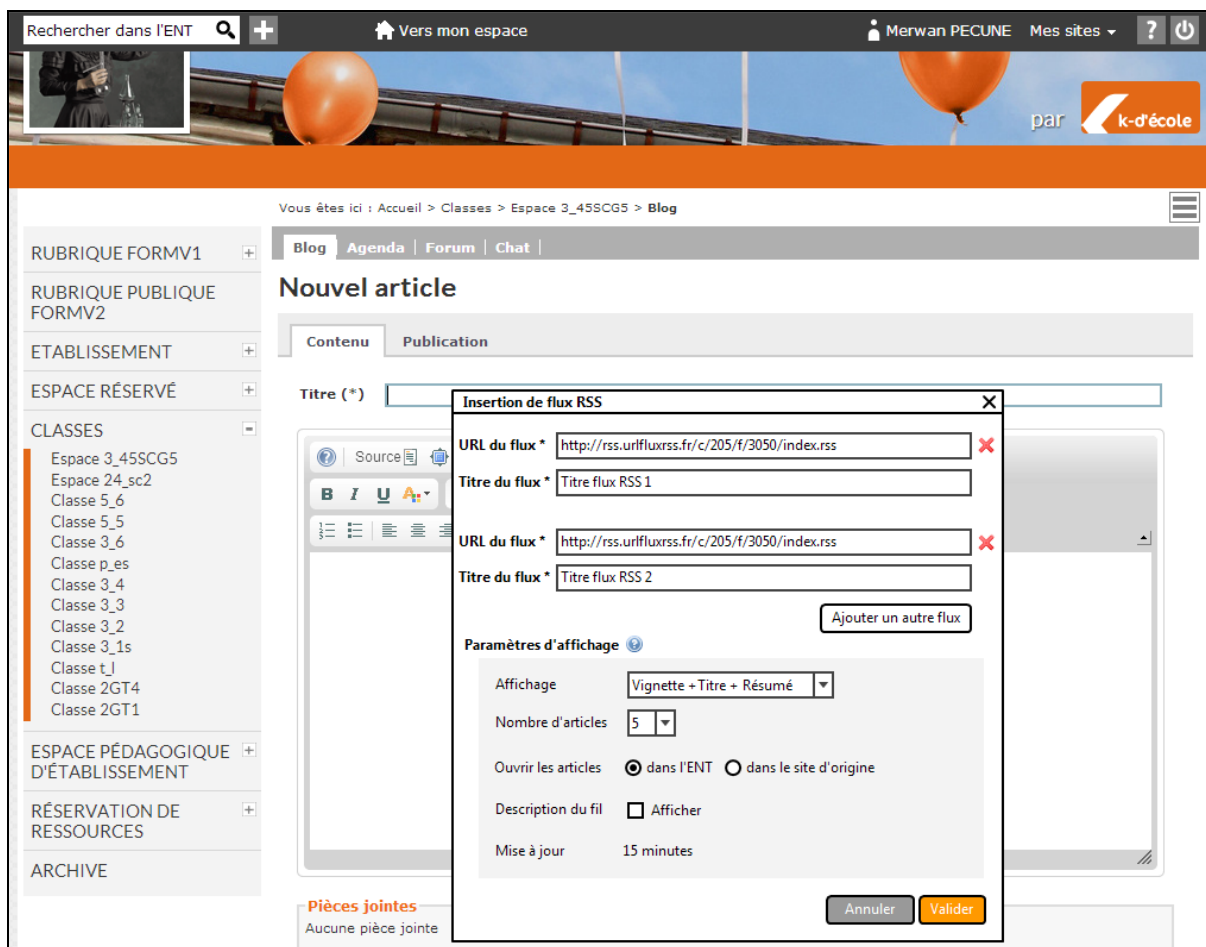 Rechercher dans l'ENT
Vers mon espace
Merwan PECUNE
Mes sites
?
par
k-d'école
Vous êtes ici : Accueil > Classes > Espace 3_45SCG5 > Blog
RUBRIQUE FORMV1
RUBRIQUE PUBLIQUE
FORMV2
ETABLISSEMENT
ESPACE RÉSERVÉ
CLASSES
Espace 3_45SCG5
Espace 24_sc2
Classe 5_6
Classe 5_5
Classe 3_6
Classe p_es
Classe 3_4
Classe 3_3
Classe 3_2
Classe 3_1s
Classe t_l
Classe 2GT4
Classe 2GT1
ESPACE PÉDAGOGIQUE
D'ÉTABLISSEMENT
RÉSERVATION DE
RESSOURCES
ARCHIVE
Blog | Agenda | Forum | Chat |
Nouvel article
Contenu
Publication
Titre (*)
Source
B I U A
Insertion de flux RSS
URL du flux * http://rss.urlfluxrss.fr/c/205/f/3050/index.rss
Titre du flux * Titre flux RSS 1
URL du flux * http://rss.urlfluxrss.fr/c/205/f/3050/index.rss
Titre du flux * Titre flux RSS 2
Ajouter un autre flux
Paramètres d'affichage
Affichage Vignette +Titre + Résumé
Nombre d'articles 5
Ouvrir les articles dans l'ENT dans le site d'origine
Description du fil Afficher
Mise à jour 15 minutes
Annuler Valider
Pièces jointes
Aucune pièce jointe